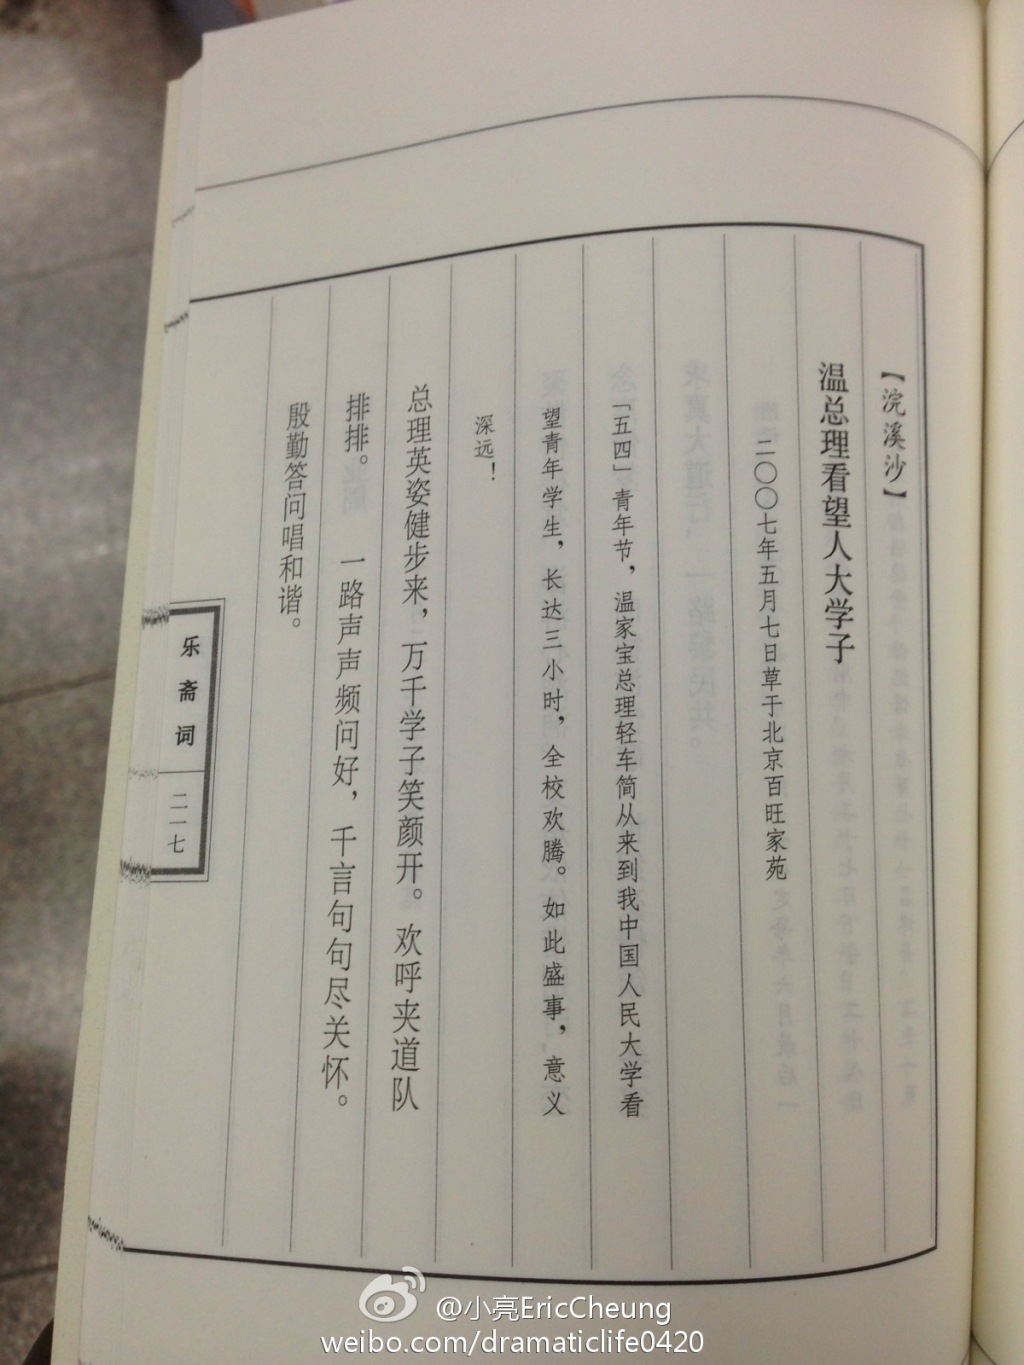 【浣溪沙】
温总理看望人大学子
二〇〇七年五月七日草于北京百旺家苑
「五四」青年节，温家宝总理轻车简从来到我中国人民大学看
望青年学生，长达三小时，全校欢腾。如此盛事，意义
深远！
总理英姿健步来，万千学子笑颜开。欢呼夹道队
排排。　一路声声频问好，千言句句尽关怀。
殷勤答问唱和谐。
乐斋词
二一七
@小亮EricCheung
weibo.com/dramaticlife0420